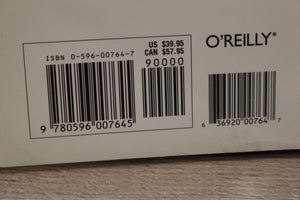 ISBN 0-596-00764-7
US $39.95
CAN $57.95
90000
9 780596 007645
O'REILLY®
6 36920 00764 7